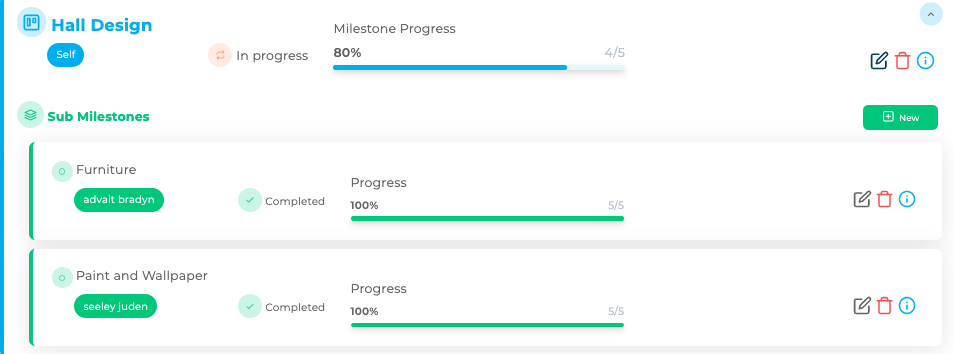 Hall Design
Self
In progress
Milestone Progress
80% 4/5
Sub Milestones
New
Furniture
advait bradyn
Completed
Progress
100% 5/5
Paint and Wallpaper
seeley juden
Completed
Progress
100% 5/5